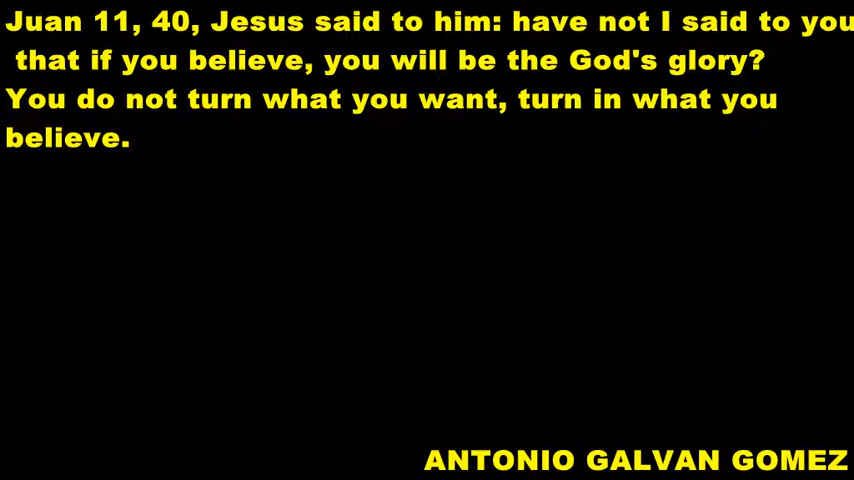 Juan 11, 40, Jesus said to him: have not I said to you
that if you believe, you will be the God's glory?
You do not turn what you want, turn in what you
believe.
ANTONIO GALVAN GOMEZ